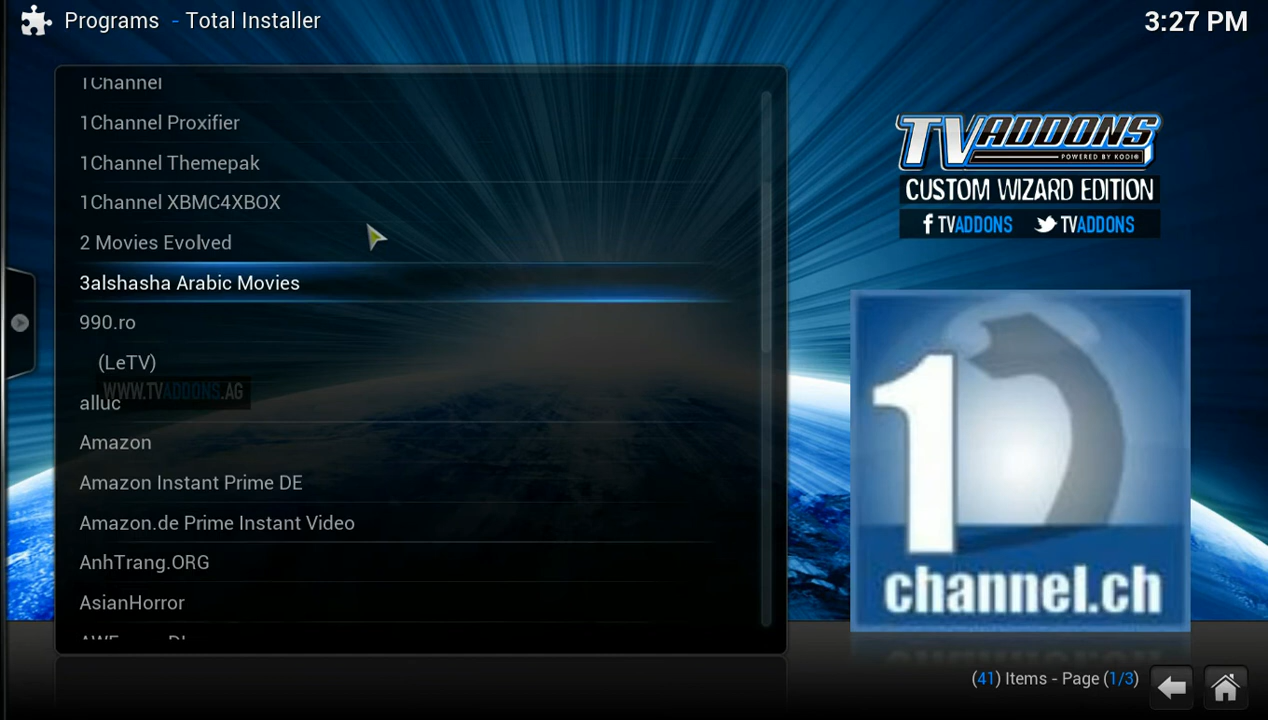 Programs - Total Installer
3:27 PM
1Channel
1Channel Proxifier
1Channel Themepak
1Channel XBMC4XBOX
2 Movies Evolved
3alshasha Arabic Movies
990.ro
(LeTV)
WWW.TVADDONS.AG
alluc
Amazon
Amazon Instant Prime DE
Amazon.de Prime Instant Video
AnhTrang.ORG
AsianHorror
TVADDONS
POWERED BY KODI®
CUSTOM WIZARD EDITION
f TVADDONS TVADDONS
1
channel.ch
(41) Items - Page (1/3)